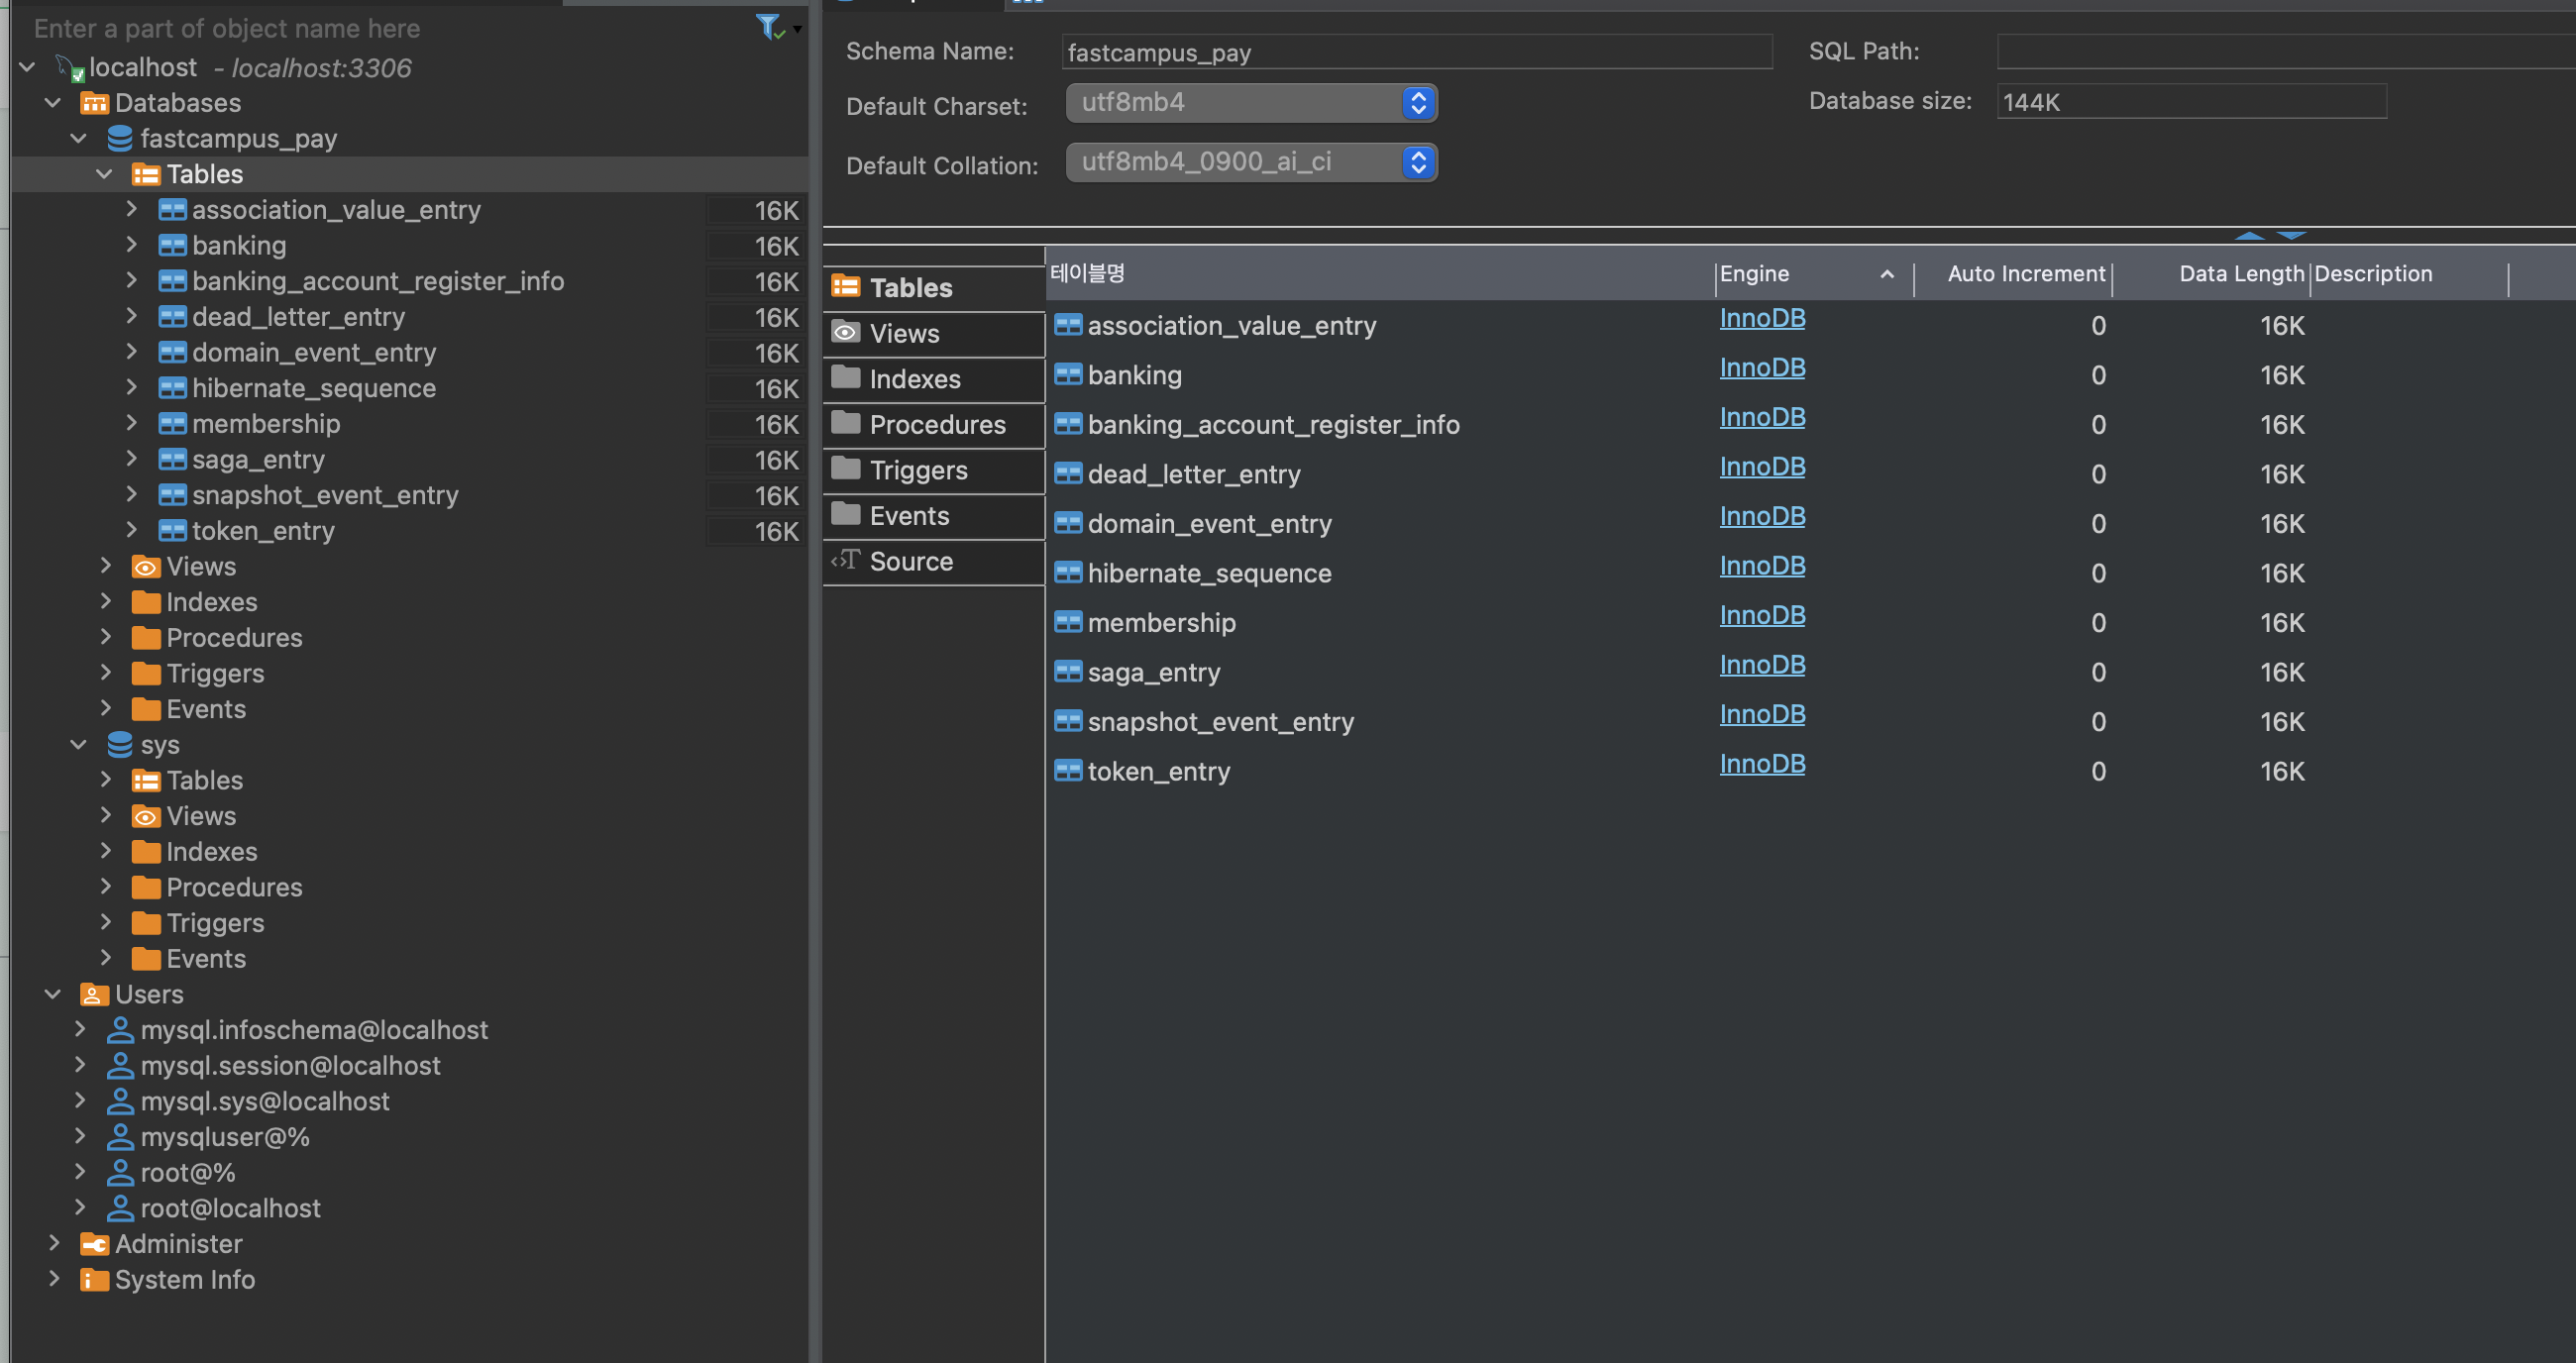 Enter a part of object name here
localhost - localhost:3306
Databases
fastcampus_pay
Tables
association_value_entry 16K
banking 16K
banking_account_register_info 16K
dead_letter_entry 16K
domain_event_entry 16K
hibernate_sequence 16K
membership 16K
saga_entry 16K
snapshot_event_entry 16K
token_entry 16K
Views
Indexes
Procedures
Triggers
Events
sys
Tables
Views
Indexes
Procedures
Triggers
Events
Users
mysql.infoschema@localhost
mysql.session@localhost
mysql.sys@localhost
mysqluser@%
root@%
root@localhost
Administer
System Info
Schema Name: fastcampus_pay SQL Path:
Default Charset: utf8mb4 Database size: 144K
Default Collation: utf8mb4_0900_ai_ci
Tables
Views
Indexes
Procedures
Triggers
Events
Source
테이블명 Engine Auto Increment Data Length Description
association_value_entry InnoDB 0 16K
banking InnoDB 0 16K
banking_account_register_info InnoDB 0 16K
dead_letter_entry InnoDB 0 16K
domain_event_entry InnoDB 0 16K
hibernate_sequence InnoDB 0 16K
membership InnoDB 0 16K
saga_entry InnoDB 0 16K
snapshot_event_entry InnoDB 0 16K
token_entry InnoDB 0 16K